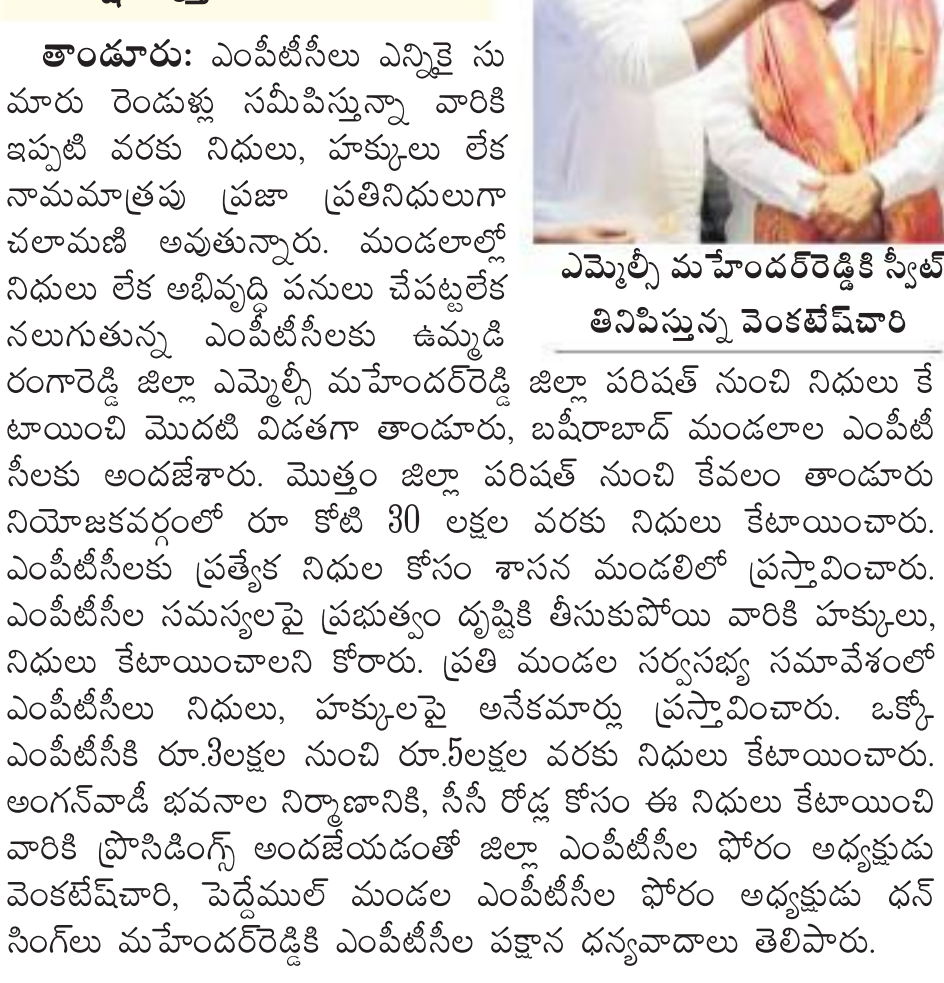 తాండూరు: ఎంపీటీసీలు ఎన్నికై సు
మారు రెండుళ్లు సమీపిస్తున్నా వారికి
ఇప్పటి వరకు నిధులు, హక్కులు లేక
నామమాత్రపు ప్రజా ప్రతినిధులుగా
చలామణి అవుతున్నారు. మండలాల్లో
నిధులు లేక అభివృద్ధి పనులు చేపట్టలేక
నలుగుతున్న ఎంపీటీసీలకు ఉమ్మడి
ఎమ్మెల్సీ మహేందర్‌రెడ్డికి స్వీట్
తినిపిస్తున్న వెంకటేష్‌చారి
రంగారెడ్డి జిల్లా ఎమ్మెల్సీ మహేందర్‌రెడ్డి జిల్లా పరిషత్ నుంచి నిధులు కే
టాయించి మొదటి విడతగా తాండూరు, బషీరాబాద్ మండలాల ఎంపీటీ
సీలకు అందజేశారు. మొత్తం జిల్లా పరిషత్ నుంచి కేవలం తాండూరు
నియోజకవర్గంలో రూ కోటి 30 లక్షల వరకు నిధులు కేటాయించారు.
ఎంపీటీసీలకు ప్రత్యేక నిధుల కోసం శాసన మండలిలో ప్రస్తావించారు.
ఎంపీటీసీల సమస్యలపై ప్రభుత్వం దృష్టికి తీసుకుపోయి వారికి హక్కులు,
నిధులు కేటాయించాలని కోరారు. ప్రతి మండల సర్వసభ్య సమావేశంలో
ఎంపీటీసీలు నిధులు, హక్కులపై అనేకమార్లు ప్రస్తావించారు. ఒక్కో
ఎంపీటీసీకి రూ.3లక్షల నుంచి రూ.5లక్షల వరకు నిధులు కేటాయించారు.
అంగన్‌వాడీ భవనాల నిర్మాణానికి, సీసీ రోడ్ల కోసం ఈ నిధులు కేటాయించి
వారికి ప్రొసిడింగ్స్ అందజేయడంతో జిల్లా ఎంపీటీసీల ఫోరం అధ్యక్షుడు
వెంకటేష్‌చారి, పెద్దేముల్ మండల ఎంపీటీసీల ఫోరం అధ్యక్షుడు ధన్
సింగ్‌లు మహేందర్‌రెడ్డికి ఎంపీటీసీల పక్షాన ధన్యవాదాలు తెలిపారు.